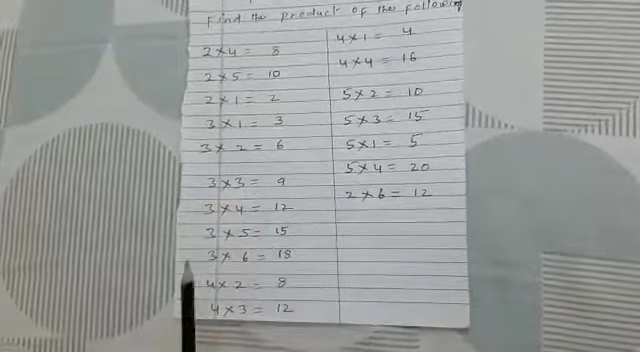 Find the product of the following
2 × 4 = 8
2 × 5 = 10
2 × 1 = 2
3 × 1 = 3
3 × 2 = 6
3 × 3 = 9
3 × 4 = 12
3 × 5 = 15
3 × 6 = 18
4 × 2 = 8
4 × 3 = 12
4 × 1 = 4
4 × 4 = 16
5 × 2 = 10
5 × 3 = 15
5 × 1 = 5
5 × 4 = 20
2 × 6 = 12